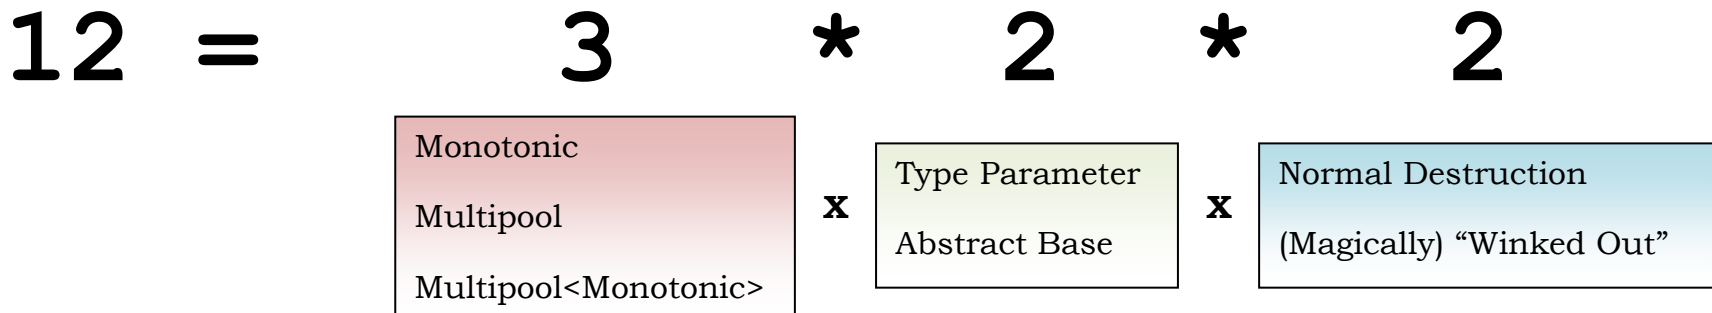 12 = 3 * 2 * 2
Monotonic
Multipool
Multipool<Monotonic>
x
Type Parameter
Abstract Base
x
Normal Destruction
(Magically) “Winked Out”